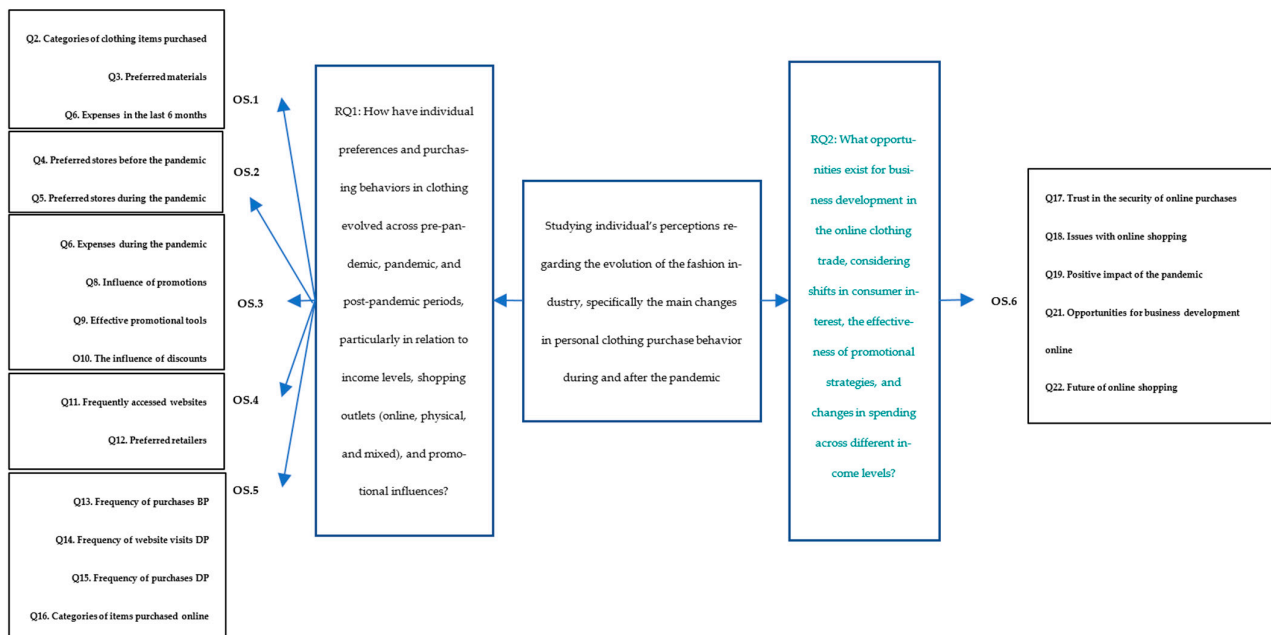 Q2. Categories of clothing items purchased
Q3. Preferred materials
Q6. Expenses in the last 6 months
OS.1
Q4. Preferred stores before the pandemic
Q5. Preferred stores during the pandemic
OS.2
Q6. Expenses during the pandemic
Q8. Influence of promotions
Q9. Effective promotional tools
O10. The influence of discounts
OS.3
Q11. Frequently accessed websites
Q12. Preferred retailers
OS.4
Q13. Frequency of purchases BP
Q14. Frequency of website visits DP
Q15. Frequency of purchases DP
Q16. Categories of items purchased online
OS.5
RQ1: How have individual
preferences and purchas-
ing behaviors in clothing
evolved across pre-pan-
demic, pandemic, and
post-pandemic periods,
particularly in relation to
income levels, shopping
outlets (online, physical,
and mixed), and promo-
tional influences?
Studying individual's perceptions re-
garding the evolution of the fashion in-
dustry, specifically the main changes
in personal clothing purchase behavior
during and after the pandemic
RQ2: What opportu-
nities exist for busi-
ness development in
the online clothing
trade, considering
shifts in consumer in-
terest, the effective-
ness of promotional
strategies, and
changes in spending
across different in-
come levels?
OS.6
Q17. Trust in the security of online purchases
Q18. Issues with online shopping
Q19. Positive impact of the pandemic
Q21. Opportunities for business development
online
Q22. Future of online shopping